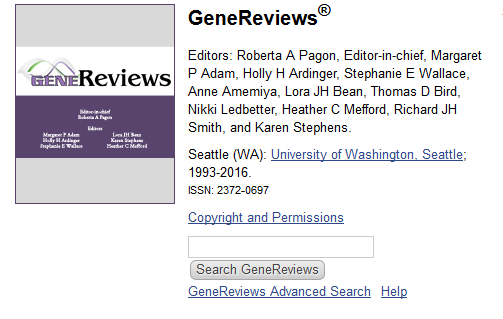 GENEReviews
Editor-in-chief
Roberta A Pagon
Editors
Margaret P Adam Lora JH Bean
Holly H Ardinger Karen Stephens
Stephanie E Wallace Heather C Mefford
GeneReviews®
Editors: Roberta A Pagon, Editor-in-chief, Margaret
P Adam, Holly H Ardinger, Stephanie E Wallace,
Anne Amemiya, Lora JH Bean, Thomas D Bird,
Nikki Ledbetter, Heather C Mefford, Richard JH
Smith, and Karen Stephens.
Seattle (WA): University of Washington, Seattle;
1993-2016.
ISSN: 2372-0697
Copyright and Permissions
Search GeneReviews
GeneReviews Advanced Search Help